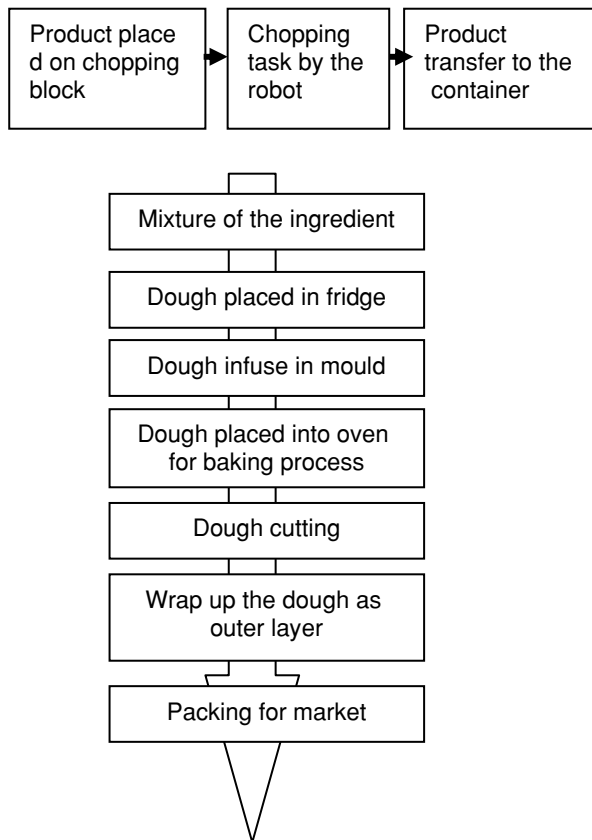 Product place
d on chopping
block
Chopping
task by the
robot
Product
transfer to the
container
Mixture of the ingredient
Dough placed in fridge
Dough infuse in mould
Dough placed into oven
for baking process
Dough cutting
Wrap up the dough as
outer layer
Packing for market